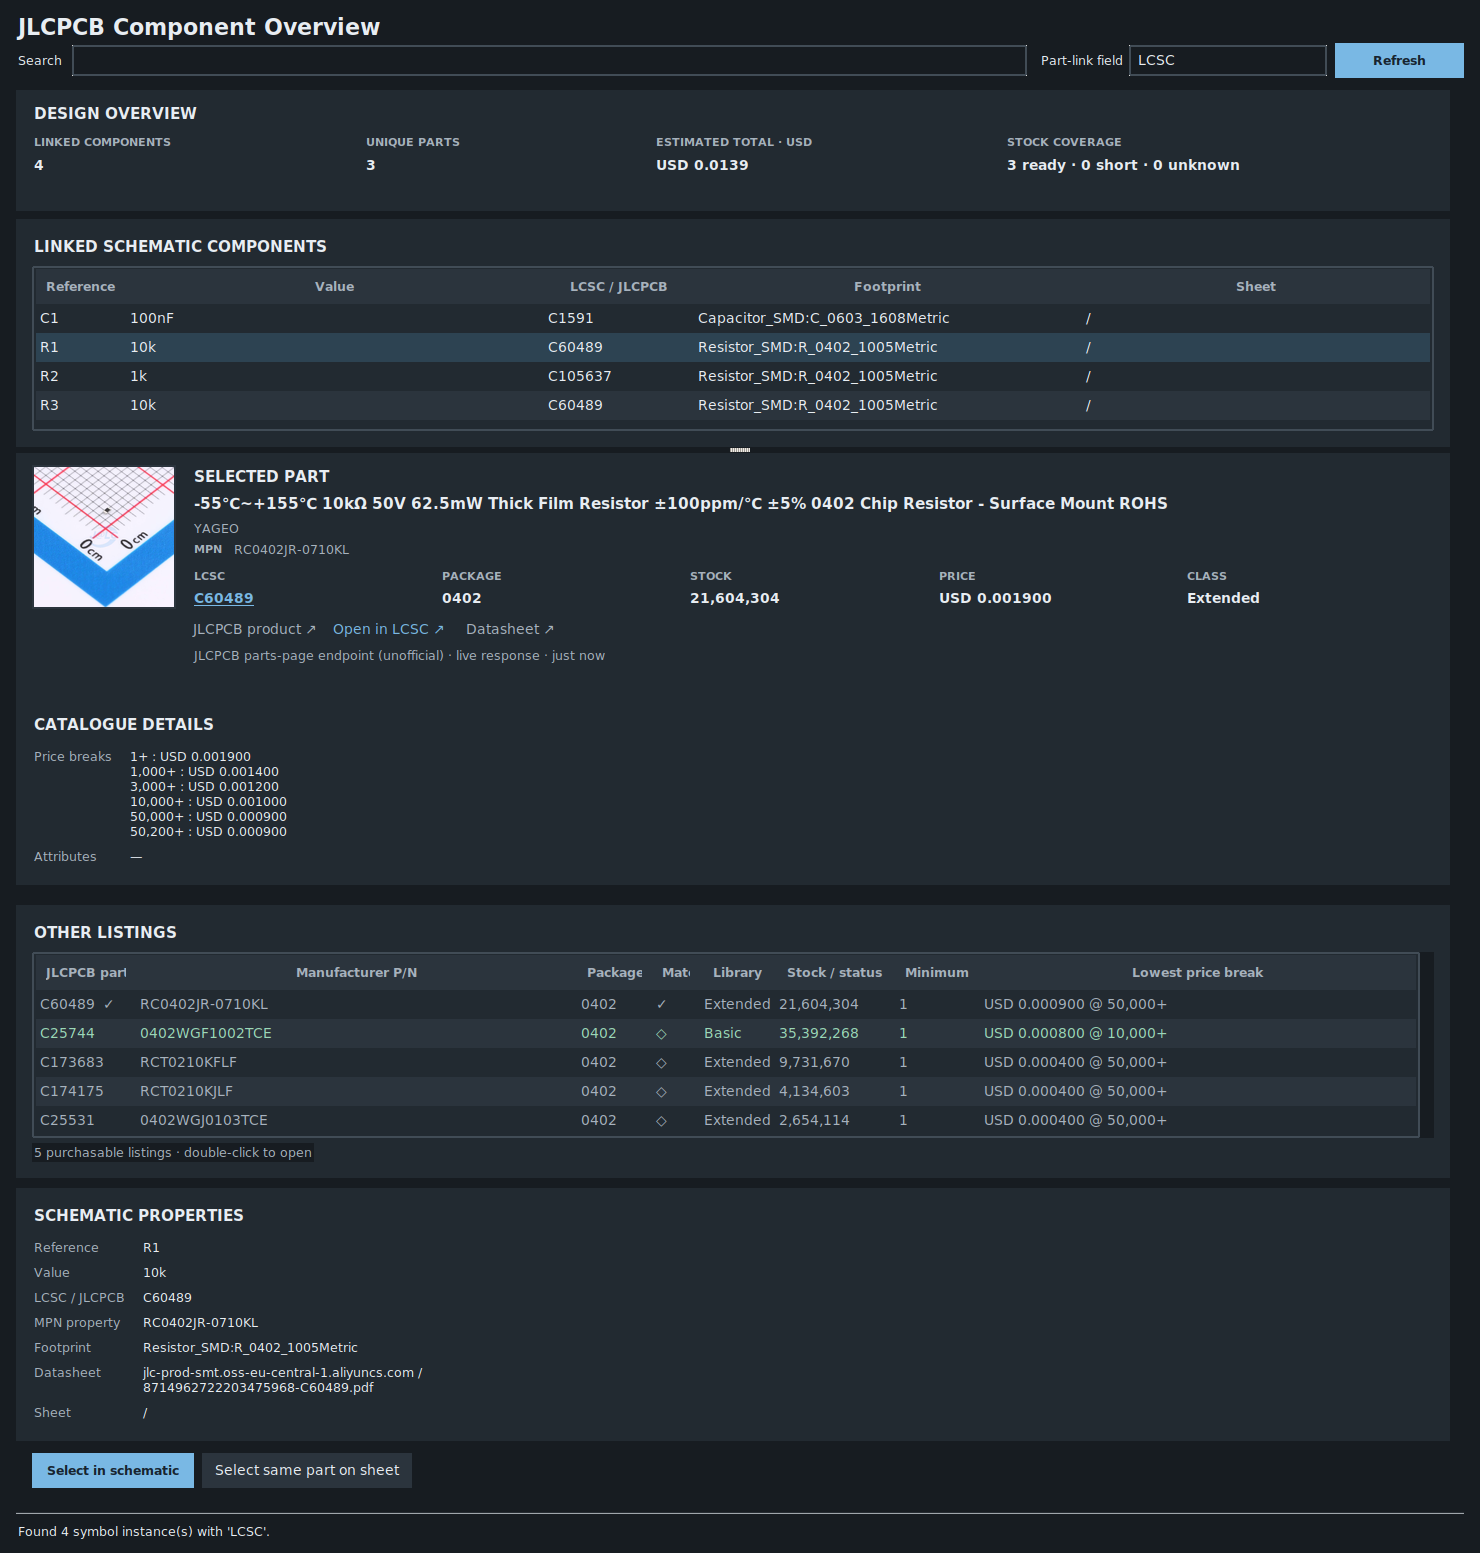 JLCPCB Component Overview
Search Part-link field LCSC Refresh
DESIGN OVERVIEW
LINKED COMPONENTS UNIQUE PARTS ESTIMATED TOTAL · USD STOCK COVERAGE
4 3 USD 0.0139 3 ready · 0 short · 0 unknown
LINKED SCHEMATIC COMPONENTS
Reference Value LCSC / JLCPCB Footprint Sheet
C1 100nF C1591 Capacitor_SMD:C_0603_1608Metric /
R1 10k C60489 Resistor_SMD:R_0402_1005Metric /
R2 1k C105637 Resistor_SMD:R_0402_1005Metric /
R3 10k C60489 Resistor_SMD:R_0402_1005Metric /
m
0cm 0cm
SELECTED PART
-55℃~+155℃ 10kΩ 50V 62.5mW Thick Film Resistor ±100ppm/℃ ±5% 0402 Chip Resistor - Surface Mount ROHS
YAGEO
MPN RC0402JR-0710KL
LCSC PACKAGE STOCK PRICE CLASS
C60489 0402 21,604,304 USD 0.001900 Extended
JLCPCB product ↗ Open in LCSC ↗ Datasheet ↗
JLCPCB parts-page endpoint (unofficial) · live response · just now
CATALOGUE DETAILS
Price breaks 1+ : USD 0.001900
1,000+ : USD 0.001400
3,000+ : USD 0.001200
10,000+ : USD 0.001000
50,000+ : USD 0.000900
50,200+ : USD 0.000900
Attributes —
OTHER LISTINGS
JLCPCB part Manufacturer P/N Package Matc Library Stock / status Minimum Lowest price break
C60489 ✓ RC0402JR-0710KL 0402 ✓ Extended 21,604,304 1 USD 0.000900 @ 50,000+
C25744 0402WGF1002TCE 0402 ◇ Basic 35,392,268 1 USD 0.000800 @ 10,000+
C173683 RCT0210KFLF 0402 ◇ Extended 9,731,670 1 USD 0.000400 @ 50,000+
C174175 RCT0210KJLF 0402 ◇ Extended 4,134,603 1 USD 0.000400 @ 50,000+
C25531 0402WGJ0103TCE 0402 ◇ Extended 2,654,114 1 USD 0.000400 @ 50,000+
5 purchasable listings · double-click to open
SCHEMATIC PROPERTIES
Reference R1
Value 10k
LCSC / JLCPCB C60489
MPN property RC0402JR-0710KL
Footprint Resistor_SMD:R_0402_1005Metric
Datasheet jlc-prod-smt.oss-eu-central-1.aliyuncs.com /
8714962722203475968-C60489.pdf
Sheet /
Select in schematic Select same part on sheet
Found 4 symbol instance(s) with 'LCSC'.